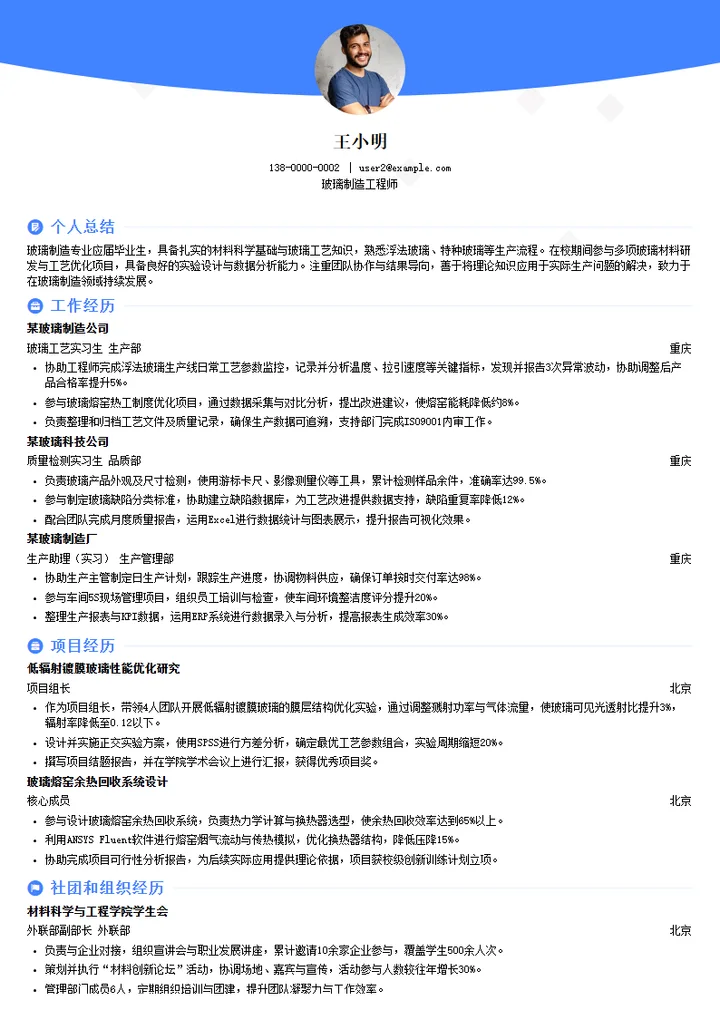 王小明
138-0000-0002 | user2@example.com
玻璃制造工程师
个人总结
玻璃制造专业应届毕业生，具备扎实的材料科学基础与玻璃工艺知识，熟悉浮法玻璃、特种玻璃等生产流程。在校期间参与多项玻璃材料研
发与工艺优化项目，具备良好的实验设计与数据分析能力。注重团队协作与结果导向，善于将理论知识应用于实际生产问题的解决，致力于
在玻璃制造领域持续发展。
工作经历
某玻璃制造公司
玻璃工艺实习生 生产部 重庆
• 协助工程师完成浮法玻璃生产线日常工艺参数监控，记录并分析温度、拉引速度等关键指标，发现并报告3次异常波动，协助调整后产
品合格率提升5%。
• 参与玻璃熔窑热工制度优化项目，通过数据采集与对比分析，提出改进建议，使熔窑能耗降低约8%。
• 负责整理和归档工艺文件及质量记录，确保生产数据可追溯，支持部门完成ISO9001内审工作。
某玻璃科技公司
质量检测实习生 品质部 重庆
• 负责玻璃产品外观及尺寸检测，使用游标卡尺、影像测量仪等工具，累计检测样品余件，准确率达99.5%。
• 参与制定玻璃缺陷分类标准，协助建立缺陷数据库，为工艺改进提供数据支持，缺陷重复率降低12%。
• 配合团队完成月度质量报告，运用Excel进行数据统计与图表展示，提升报告可视化效果。
某玻璃制造厂
生产助理（实习） 生产管理部 重庆
• 协助生产主管制定日生产计划，跟踪生产进度，协调物料供应，确保订单按时交付率达98%。
• 参与车间5S现场管理项目，组织员工培训与检查，使车间环境整洁度评分提升20%。
• 整理生产报表与KPI数据，运用ERP系统进行数据录入与分析，提高报表生成效率30%。
项目经历
低辐射镀膜玻璃性能优化研究
项目组长 北京
• 作为项目组长，带领4人团队开展低辐射镀膜玻璃的膜层结构优化实验，通过调整溅射功率与气体流量，使玻璃可见光透射比提升3%，
辐射率降低至0.12以下。
• 设计并实施正交实验方案，使用SPSS进行方差分析，确定最优工艺参数组合，实验周期缩短20%。
• 撰写项目结题报告，并在学院学术会议上进行汇报，获得优秀项目奖。
玻璃熔窑余热回收系统设计
核心成员 北京
• 参与设计玻璃熔窑余热回收系统，负责热力学计算与换热器选型，使余热回收效率达到65%以上。
• 利用ANSYS Fluent软件进行熔窑烟气流动与传热模拟，优化换热器结构，降低压降15%。
• 协助完成项目可行性分析报告，为后续实际应用提供理论依据，项目获校级创新训练计划立项。
社团和组织经历
材料科学与工程学院学生会
外联部副部长 外联部 北京
• 负责与企业对接，组织宣讲会与职业发展讲座，累计邀请10余家企业参与，覆盖学生500余人次。
• 策划并执行“材料创新论坛”活动，协调场地、嘉宾与宣传，活动参与人数较往年增长30%。
• 管理部门成员6人，定期组织培训与团建，提升团队凝聚力与工作效率。